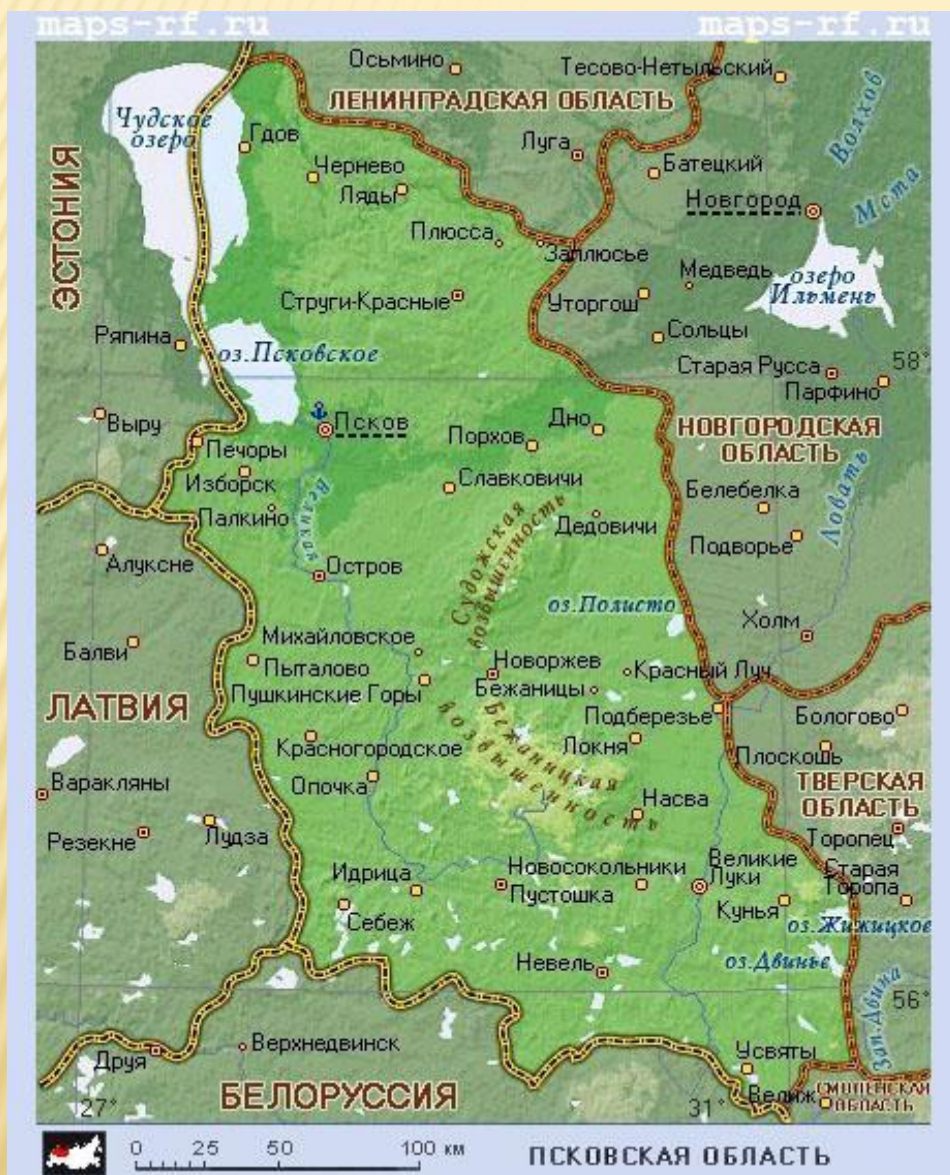 maps-rf.ru maps-rf.ru
Осьмино
Тесово-Нетыльский
ЛЕНИНГРАДСКАЯ ОБЛАСТЬ
Чудское
озеро
Волхов
Гдов
Луга
Батецкий
Чернево
Ляды
Новгород
Мста
ЭСТОНИЯ
Плюсса
Заплюсье
Медведь
озеро
Ильмень
Струги-Красные
Уторгош
Сольцы
Ряпина
оз.Псковское
Старая Русса
58°
Парфино
Выру
Псков
Дно
Порхов
НОВГОРОДСКАЯ
ОБЛАСТЬ
Печоры
Изборск
Славковичи
Белебелка
Ловать
Великая
Палкино
Судожская
возвышенность
Дедовичи
Подворье
Алуксне
Остров
оз.Полисто
Холм
Балви
Михайловское
Пыталово
Новоржев
Красный Луч
Пушкинские Горы
Бежаницы
ЛАТВИЯ
Подберезье
Бологово
Бежаницкая
возвышенность
Красногородское
Локня
Плоскошь
Опочка
ТВЕРСКАЯ
ОБЛАСТЬ
Варакляны
Насва
Резекне
Лудза
Торопец
Идрица
Новосокольники
Великие
Луки
Старая
Торопа
Пустошка
Себеж
Кунья
оз.Жижицкое
Невель
оз.Двинье
Зап.Двина
56°
Друя
Верхнедвинск
Усвяты
БЕЛОРУССИЯ
Велиж
СМОЛЕНСКАЯ
ОБЛАСТЬ
27°
31°
0 25 50 100 км
ПСКОВСКАЯ ОБЛАСТЬ